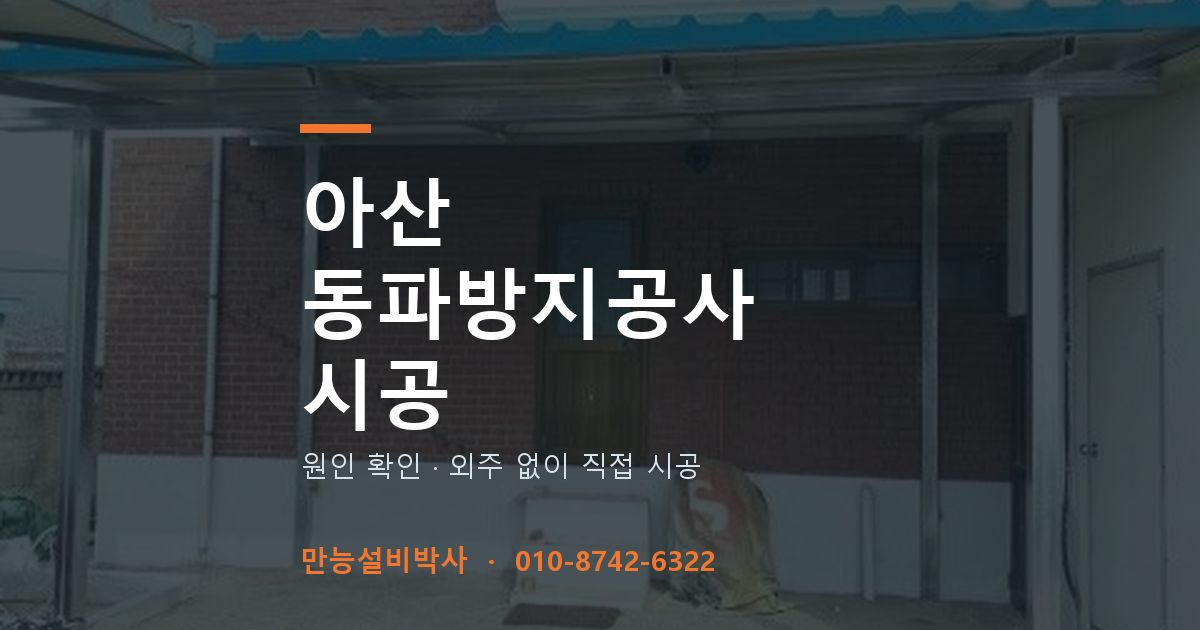 아산
동파방지공사
시공
원인 확인 · 외주 없이 직접 시공
만능설비박사 · 010-8742-6322